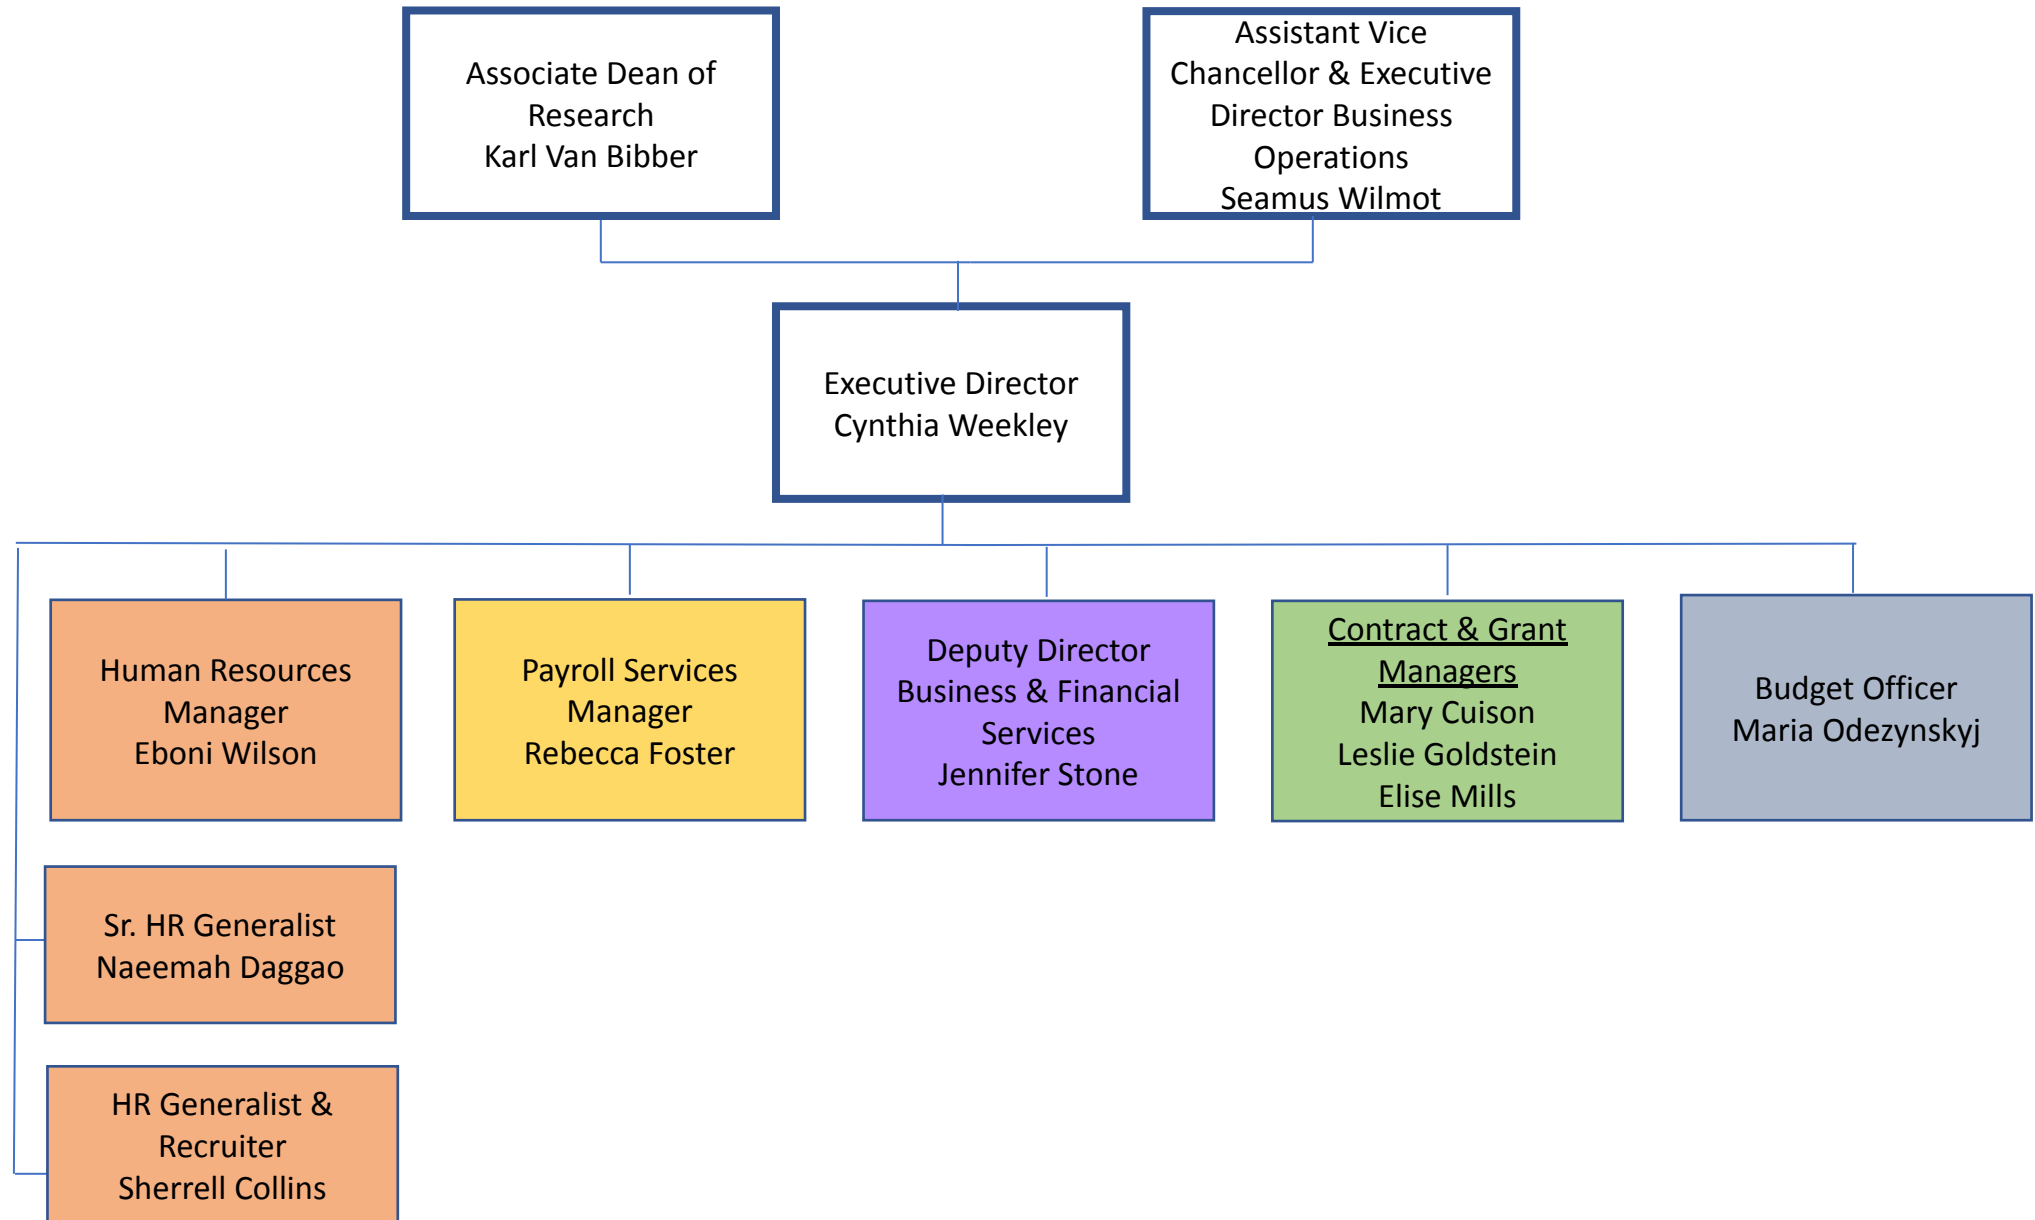 Associate Dean of
Research
Karl Van Bibber
Assistant Vice
Chancellor & Executive
Director Business
Operations
Seamus Wilmot
Executive Director
Cynthia Weekley
Human Resources
Manager
Eboni Wilson
Payroll Services
Manager
Rebecca Foster
Deputy Director
Business & Financial
Services
Jennifer Stone
Contract & Grant
Managers
Mary Cuison
Leslie Goldstein
Elise Mills
Budget Officer
Maria Odezynskyj
Sr. HR Generalist
Naeemah Daggao
HR Generalist &
Recruiter
Sherrell Collins